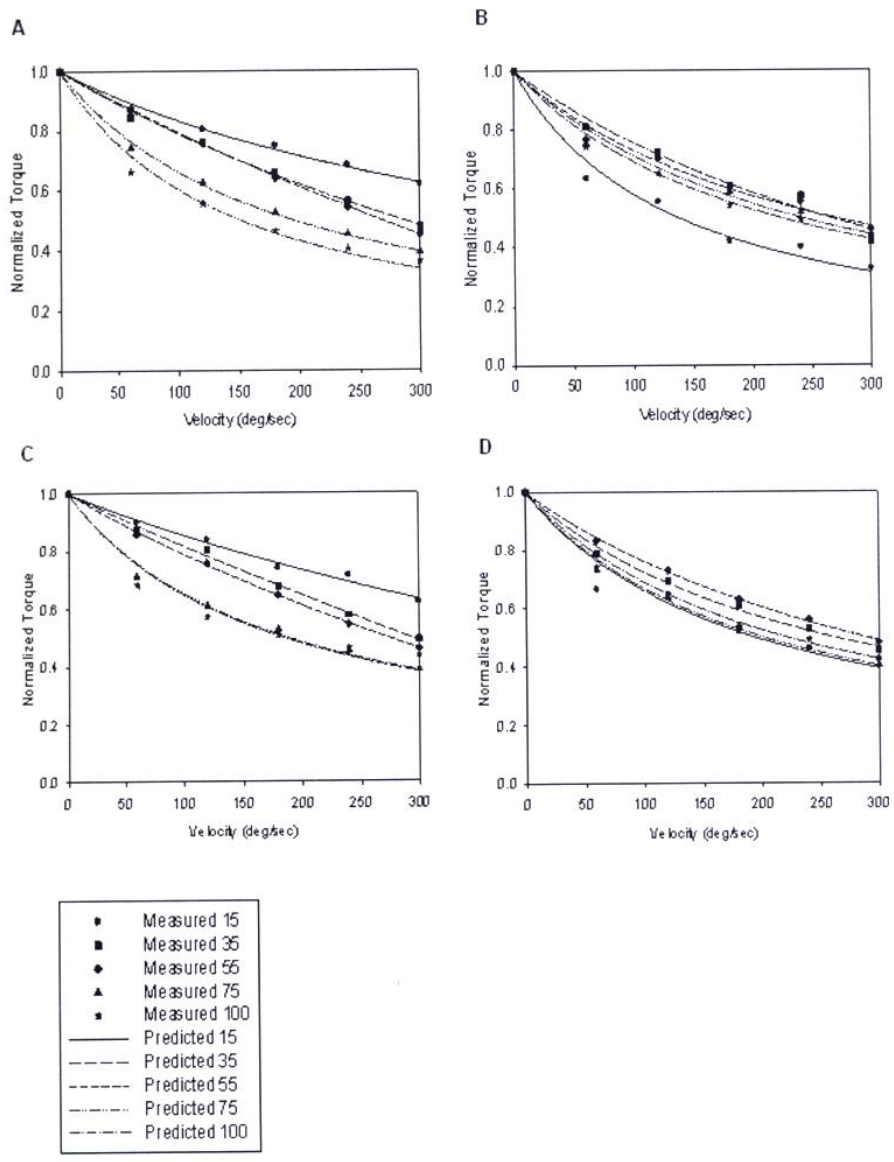 A
Normalized Torque
1.0
0.8
0.6
0.4
0.2
0.0
0 50 100 150 200 250 300
Velocity (deg/sec)
B
Normalized Torque
1.0
0.8
0.6
0.4
0.2
0.0
0 50 100 150 200 250 300
Velocity (deg/sec)
C
Normalized Torque
1.0
0.8
0.6
0.4
0.2
0.0
0 50 100 150 200 250 300
Velocity (deg/sec)
D
Normalized Torque
1.0
0.8
0.6
0.4
0.2
0.0
0 50 100 150 200 250 300
Velocity (deg/sec)
Measured 15
Measured 35
Measured 55
Measured 75
Measured 100
Predicted 15
Predicted 35
Predicted 55
Predicted 75
Predicted 100